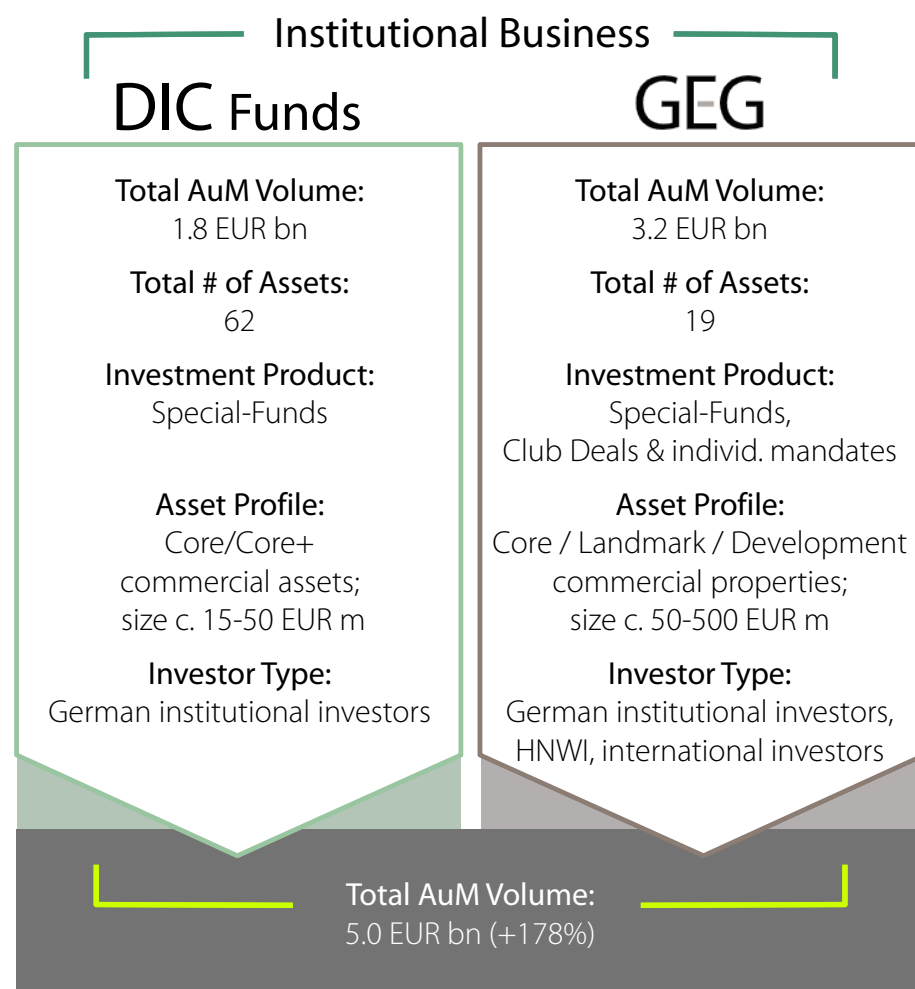 Institutional Business
DIC Funds
Total AuM Volume:
1.8 EUR bn
Total # of Assets:
62
Investment Product:
Special-Funds
Asset Profile:
Core/Core+
commercial assets;
size c. 15-50 EUR m
Investor Type:
German institutional investors
GEG
Total AuM Volume:
3.2 EUR bn
Total # of Assets:
19
Investment Product:
Special-Funds,
Club Deals & individ. mandates
Asset Profile:
Core / Landmark / Development
commercial properties;
size c. 50-500 EUR m
Investor Type:
German institutional investors,
HNWI, international investors
Total AuM Volume:
5.0 EUR bn (+178%)